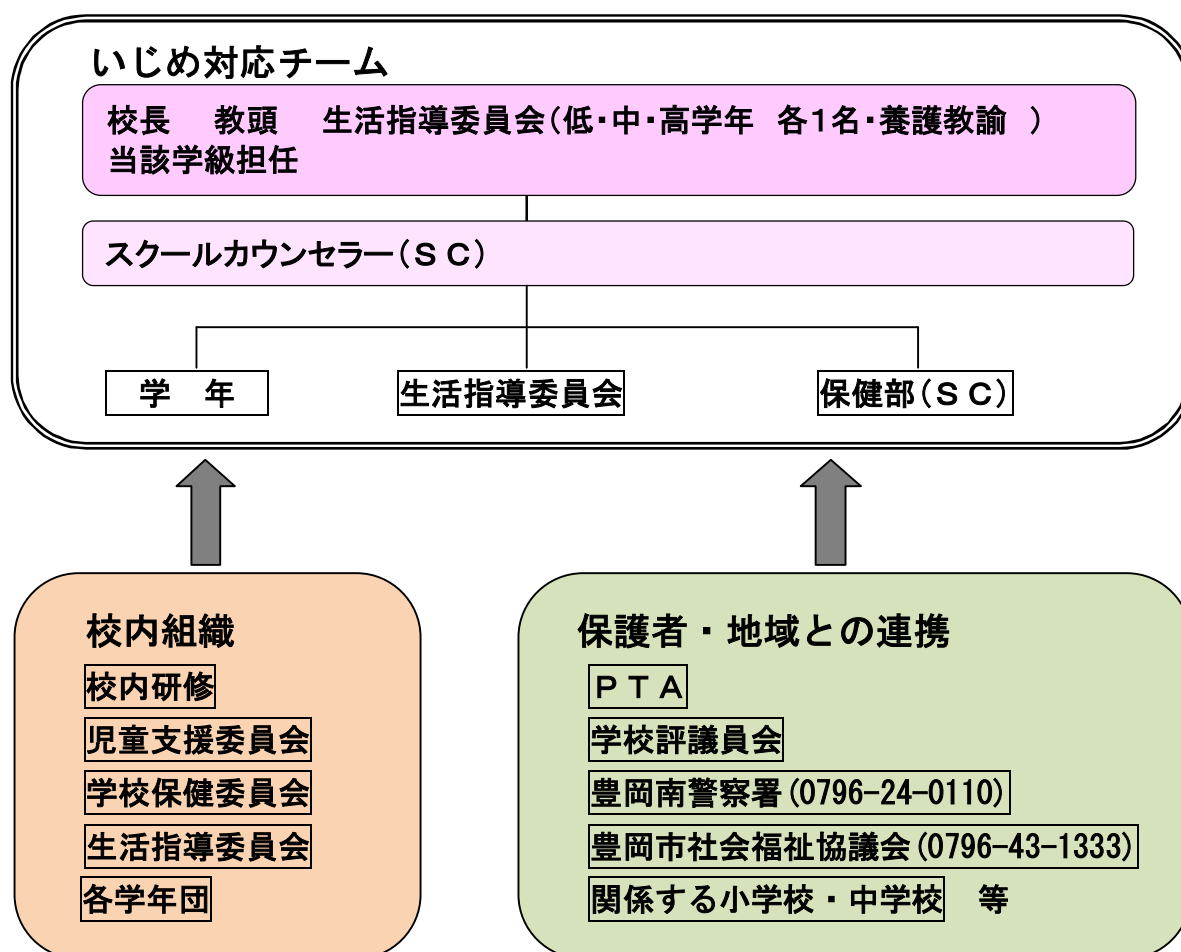 いじめ対応チーム
校長　教頭　生活指導委員会(低・中・高学年　各1名・養護教諭　)
当該学級担任
スクールカウンセラー(ＳＣ)
学　年
生活指導委員会
保健部(ＳＣ)
校内組織
校内研修
児童支援委員会
学校保健委員会
生活指導委員会
各学年団
保護者・地域との連携
ＰＴＡ
学校評議員会
豊岡南警察署(0796-24-0110)
豊岡市社会福祉協議会(0796-43-1333)
関係する小学校・中学校　等